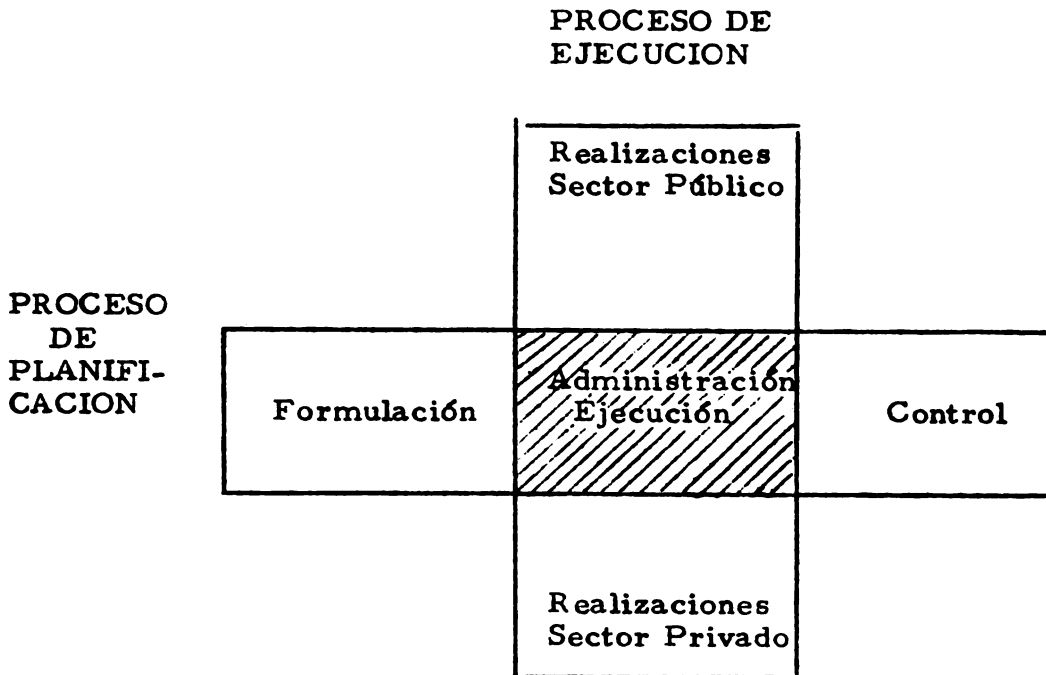 PROCESO DE
EJECUCION
Realizaciones
Sector Público
PROCESO
DE
PLANIFI-
CACION
Formulación
Administración
Ejecución
Control
Realizaciones
Sector Privado